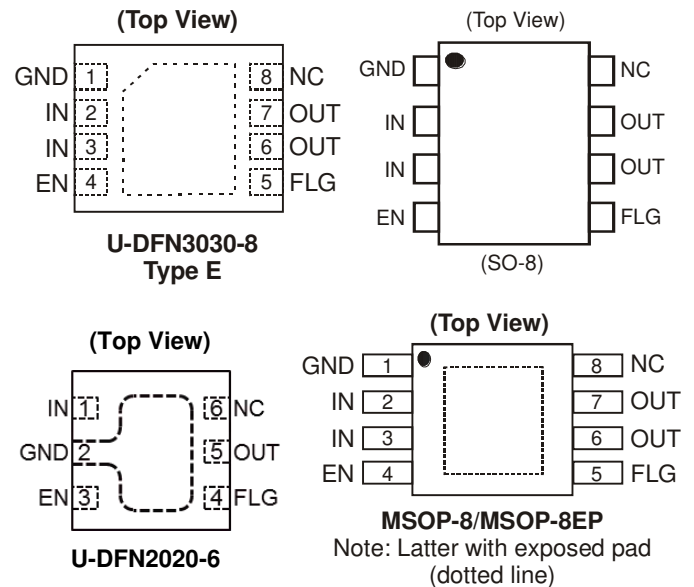 (Top View)
GND 1 8 NC
IN 2 7 OUT
IN 3 6 OUT
EN 4 5 FLG
U-DFN3030-8
Type E
(Top View)
GND NC
IN OUT
IN OUT
EN FLG
(SO-8)
(Top View)
IN 1 6 NC
GND 2 5 OUT
EN 3 4 FLG
U-DFN2020-6
(Top View)
GND 1 8 NC
IN 2 7 OUT
IN 3 6 OUT
EN 4 5 FLG
MSOP-8/MSOP-8EP
Note: Latter with exposed pad
(dotted line)